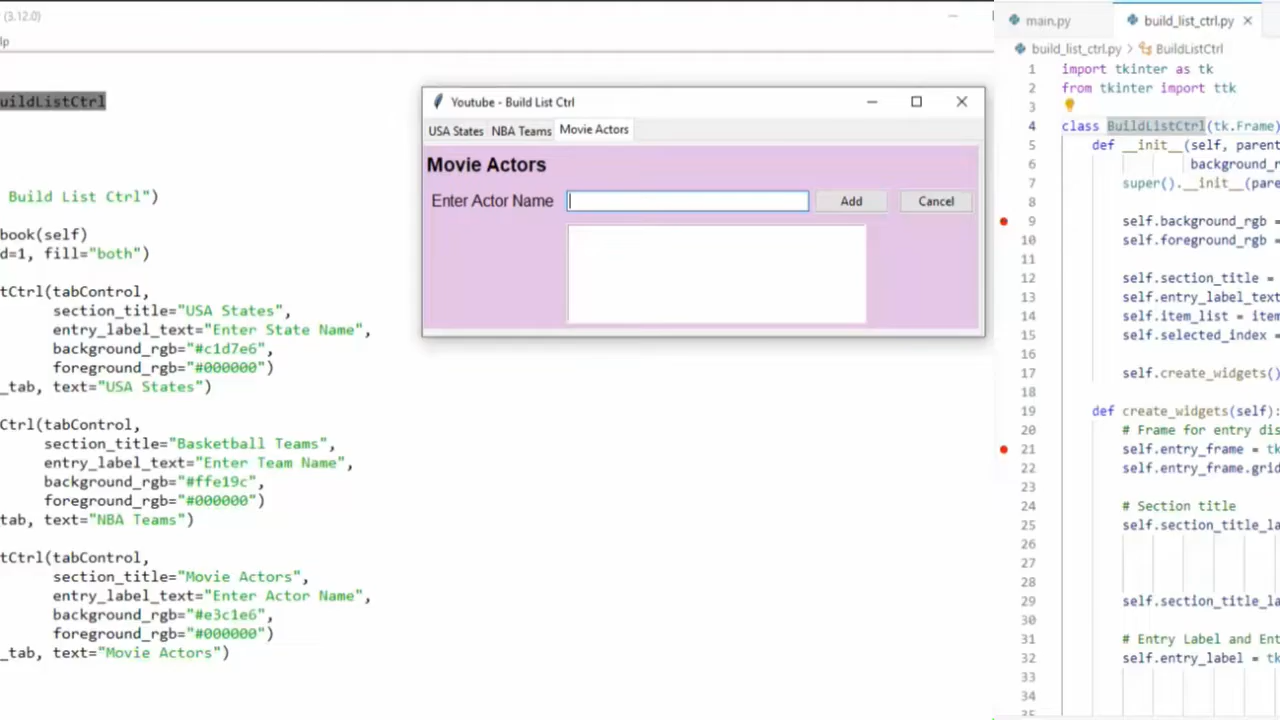 (3.12.0)
lp
uildListCtrl
Build List Ctrl")
book(self)
d=1, fill="both")
tCtrl(tabControl,
section_title="USA States",
entry_label_text="Enter State Name",
background_rgb="#c1d7e6",
foreground_rgb="#000000")
_tab, text="USA States")
Ctrl(tabControl,
section_title="Basketball Teams",
entry_label_text="Enter Team Name",
background_rgb="#ffe19c",
foreground_rgb="#000000")
tab, text="NBA Teams")
tCtrl(tabControl,
section_title="Movie Actors",
entry_label_text="Enter Actor Name",
background_rgb="#e3c1e6",
foreground_rgb="#000000")
_tab, text="Movie Actors")
Youtube - Build List Ctrl
USA States NBA Teams Movie Actors
Movie Actors
Enter Actor Name Add Cancel
main.py build_list_ctrl.py
build_list_ctrl.py > BuildListCtrl
1 import tkinter as tk
2 from tkinter import ttk
3
4 class BuildListCtrl(tk.Frame)
5 def __init__(self, paren
6 background_r
7 super().__init__(pare
8
9 self.background_rgb =
10 self.foreground_rgb =
11
12 self.section_title =
13 self.entry_label_text
14 self.item_list = item
15 self.selected_index =
16
17 self.create_widgets()
18
19 def create_widgets(self):
20 # Frame for entry dis
21 self.entry_frame = tk
22 self.entry_frame.grid
23
24 # Section title
25 self.section_title_la
26
27
28
29 self.section_title_la
30
31 # Entry Label and Ent
32 self.entry_label = tk
33
34
35